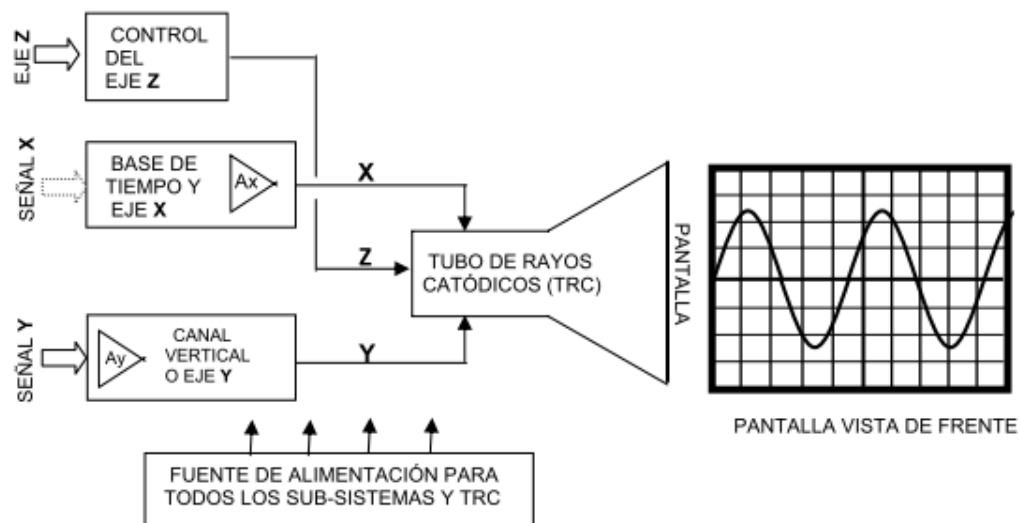 EJE Z
CONTROL
DEL
EJE Z
SEÑAL X
BASE DE
TIEMPO Y
EJE X
Ax
X
Z
TUBO DE RAYOS
CATÓDICOS (TRC)
PANTALLA
SEÑAL Y
Ay
CANAL
VERTICAL
O EJE Y
Y
PANTALLA VISTA DE FRENTE
FUENTE DE ALIMENTACIÓN PARA
TODOS LOS SUB-SISTEMAS Y TRC